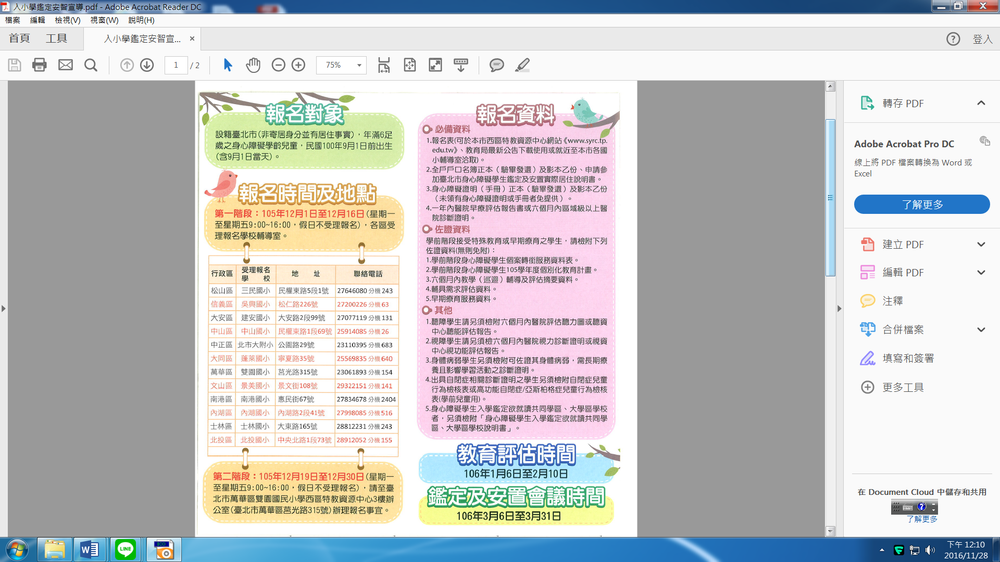 入小學鑑定安智宣導.pdf - Adobe Acrobat Reader DC
檔案 編輯 檢視(V) 視窗(W) 說明(H)
首頁 工具 入小學鑑定安智宣... × ? 登入
1 / 2 75%
報名對象
設籍臺北市(非寄居身分並有居住事實)，年滿6足
歲之身心障礙學齡兒童，民國100年9月1日前出生
(含9月1日當天)。
報名時間及地點
第一階段：105年12月1日至12月16日(星期一
至星期五9:00~16:00，假日不受理報名)，各區受
理報名學校輔導室。
行政區 受理報名學校 地 址 聯絡電話
松山區 三民國小 民權東路5段1號 27646080 分機 243
信義區 吳興國小 松仁路226號 27200226 分機 63
大安區 建安國小 大安路2段99號 27077119 分機 131
中山區 中山國小 民權東路1段69號 25914085 分機 26
中正區 北市大附小 公園路29號 23110395 分機 683
大同區 蓬萊國小 寧夏路35號 25569835 分機 640
萬華區 雙園國小 莒光路315號 23061893 分機 154
文山區 景美國小 景文街108號 29322151 分機 141
南港區 南港國小 惠民街67號 27834678 分機 2404
內湖區 內湖國小 內湖路2段41號 27998085 分機 516
士林區 士林國小 大東路165號 28812231 分機 243
北投區 北投國小 中央北路1段73號 28912052 分機 155
第二階段：105年12月19日至12月30日(星期一
至星期五9:00~16:00，假日不受理報名)，請至臺
北市萬華區雙園國民小學西區特教資源中心3樓辦
公室(臺北市萬華區莒光路315號)辦理報名事宜。
報名資料
必備資料
1.報名表(可於本市西區特教資源中心網站《www.syrc.tp.
edu.tw》、教育局最新公告下載使用或就近至本市各國
小輔導室洽取)。
2.全戶戶口名簿正本（驗畢發還）及影本乙份、申請參
加臺北市身心障礙學生鑑定及安置實際居住說明書。
3.身心障礙證明（手冊）正本（驗畢發還）及影本乙份
（未領有身心障礙證明或手冊者免提供）。
4.一年內醫院早療評估報告書或六個月內區域級以上醫
院診斷證明。
佐證資料
學前階段接受特殊教育或早期療育之學生，請檢附下列
佐證資料(無則免附)：
1.學前階段身心障礙學生個案轉銜服務資料表。
2.學前階段身心障礙學生105學年度個別化教育計畫。
3.六個月內教學（巡迴）輔導及評估摘要資料。
4.輔具需求評估資料。
5.早期療育服務資料。
其他
1.聽障學生請另須檢附六個月內醫院評估聽力圖或聽資
中心聽能評估報告。
2.視障學生請另須檢六個月內醫院視力診斷證明或視資
中心視功能評估報告。
3.身體病弱學生另須檢附可佐證其身體病弱，需長期療
養且影響學習活動之診斷證明。
4.出具自閉症相關診斷證明之學生另須檢附自閉症兒童
行為檢核表或高功能自閉症/亞斯柏格症兒童行為檢核
表(學前兒童用)。
5.身心障礙學生入學鑑定欲就讀共同學區、大學區學校
者，另須檢附「身心障礙學生入學鑑定欲就讀共同學
區、大學區學校說明書」。
教育評估時間
106年1月6日至2月10日
鑑定及安置會議時間
106年3月6日至3月31日
轉存 PDF
Adobe Acrobat Pro DC
線上將 PDF 檔案轉換為 Word 或
Excel
了解更多
建立 PDF
編輯 PDF
注釋
合併檔案
填寫和簽署
更多工具
在 Document Cloud 中儲存和共用
了解更多
LINE
ICO
下午 12:10
2016/11/28